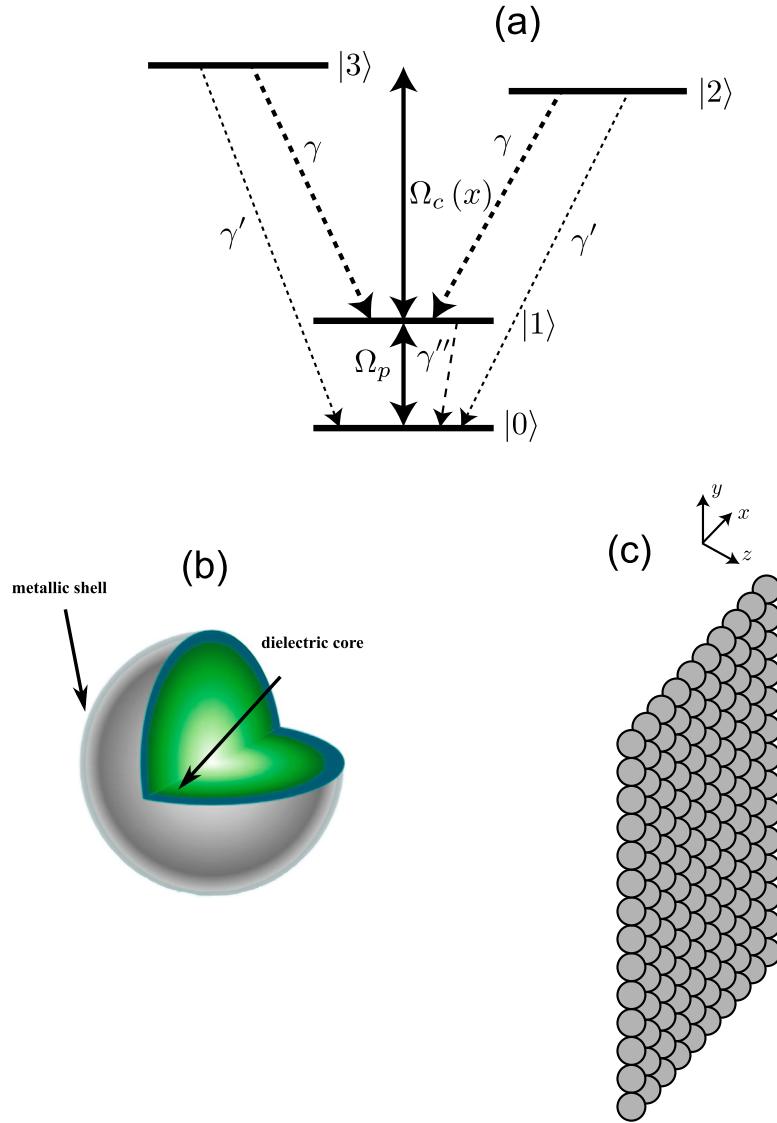 (a)
|3⟩
|2⟩
γ
γ
Ω_c (x)
γ′
γ′
|1⟩
Ω_p
γ″
|0⟩
y
x
(c)
z
(b)
metallic shell
dielectric core